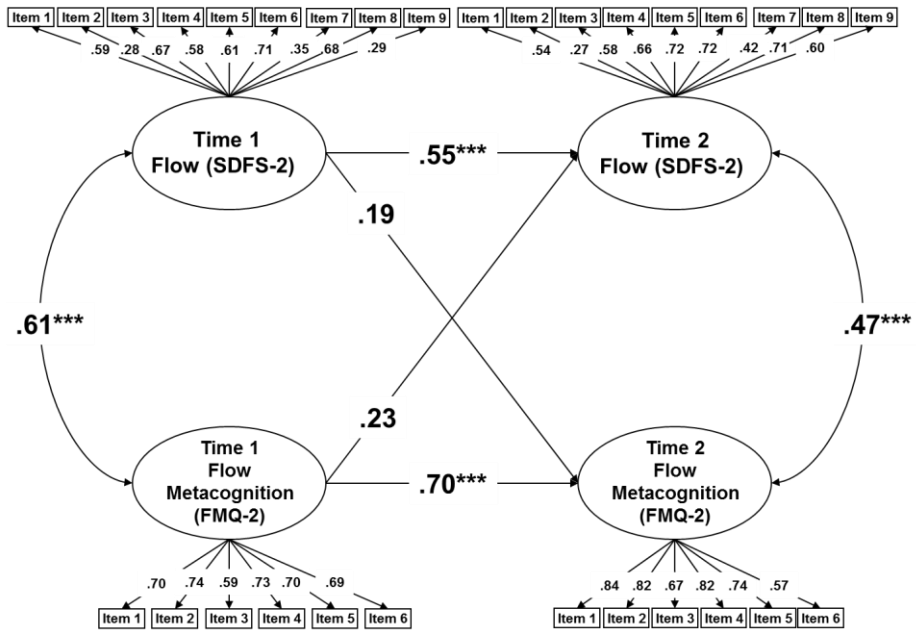 Item 1 Item 2 Item 3 Item 4 Item 5 Item 6 Item 7 Item 8 Item 9
Item 1 Item 2 Item 3 Item 4 Item 5 Item 6 Item 7 Item 8 Item 9
.59 .28 .67 .58 .61 .71 .35 .68 .29
.54 .27 .58 .66 .72 .72 .42 .71 .60
Time 1
Flow (SDFS-2)
.55***
Time 2
Flow (SDFS-2)
.19
.61***
.47***
.23
Time 1
Flow
Metacognition
(FMQ-2)
.70***
Time 2
Flow
Metacognition
(FMQ-2)
.70 .74 .59 .73 .70 .69
.84 .82 .67 .82 .74 .57
Item 1 Item 2 Item 3 Item 4 Item 5 Item 6
Item 1 Item 2 Item 3 Item 4 Item 5 Item 6